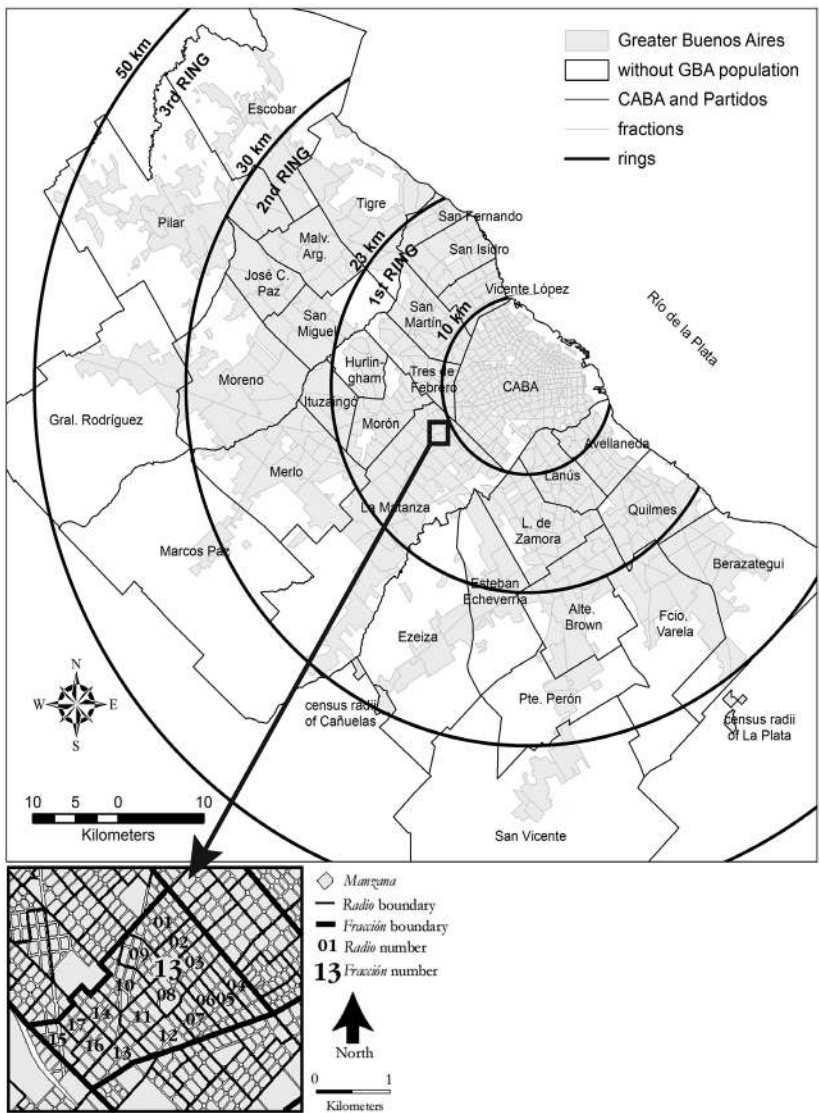 Greater Buenos Aires
without GBA population
CABA and Partidos
fractions
rings
50 km
3rd RING
Escobar
30 km
2nd RING
Pilar
Tigre
Malv.
Arg.
23 km
1st RING
San Fernando
San Isidro
José C.
Paz
Vicente López
San
Martín
10 km
San
Miguel
Río de la Plata
Hurlin-
gham
Tres de
Febrero
CABA
Moreno
Ituzaingó
Gral. Rodríguez
Morón
Avellaneda
Merlo
Lanús
La Matanza
Quilmes
L. de
Zamora
Marcos Paz
Berazategui
Esteban
Echeverria
Alte.
Brown
Fcio.
Varela
Ezeiza
Pte. Perón
N
W E
S
census radii
of Cañuelas
census radii
of La Plata
10 5 0 10
Kilometers
San Vicente
01
02
09
03
13
10
08
04
06
05
14
11
07
17
12
15
16
13
Manzana
Radio boundary
Fracción boundary
01 Radio number
13 Fracción number
North
0 1
Kilometers